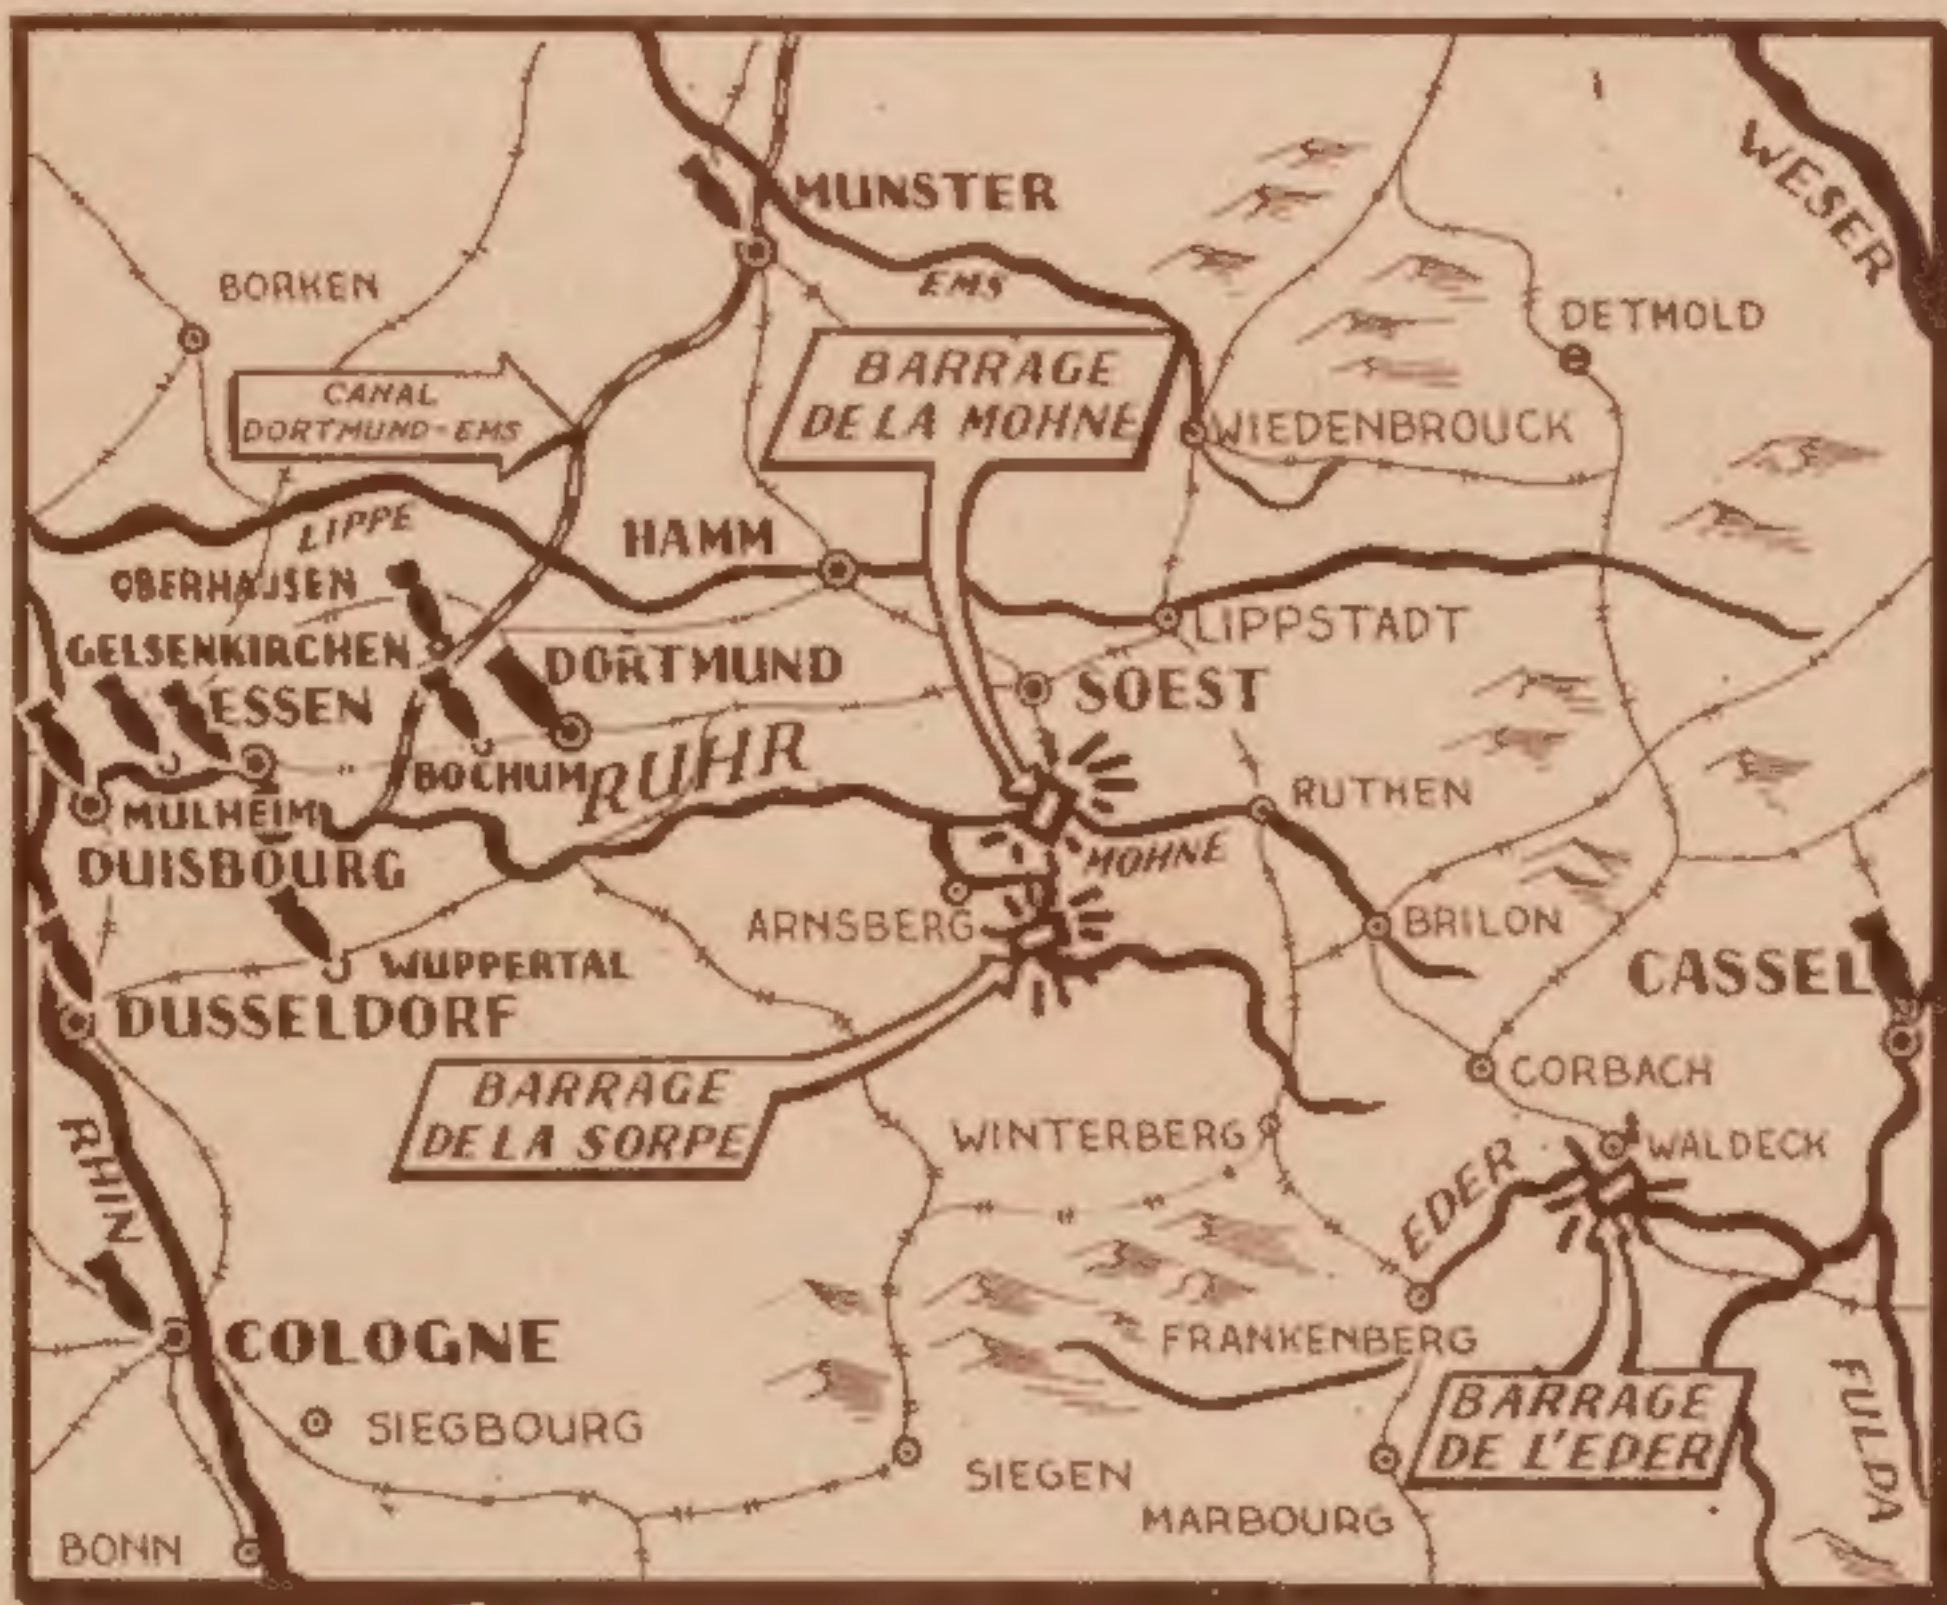 WESER
MUNSTER
BORKEN
EMS
DETMOLD
BARRAGE
DE LA MOHNE
CANAL
DORTMUND-EMS
WIEDENBROUCK
LIPPE
HAMM
OBERHAUSEN
LIPPSTADT
GELSENKIRCHEN
DORTMUND
SOEST
ESSEN
RUHR
BOCHUM
RUTHEN
MULHEIM
MOHNE
DUISBOURG
ARNSBERG
BRILON
WUPPERTAL
CASSEL
DUSSELDORF
CORBACH
BARRAGE
DE LA SORPE
RHIN
WINTERBERG
WALDECK
EDER
COLOGNE
FRANKENBERG
BARRAGE
DE L'EDER
FULDA
SIEGBOURG
SIEGEN
MARBOURG
BONN